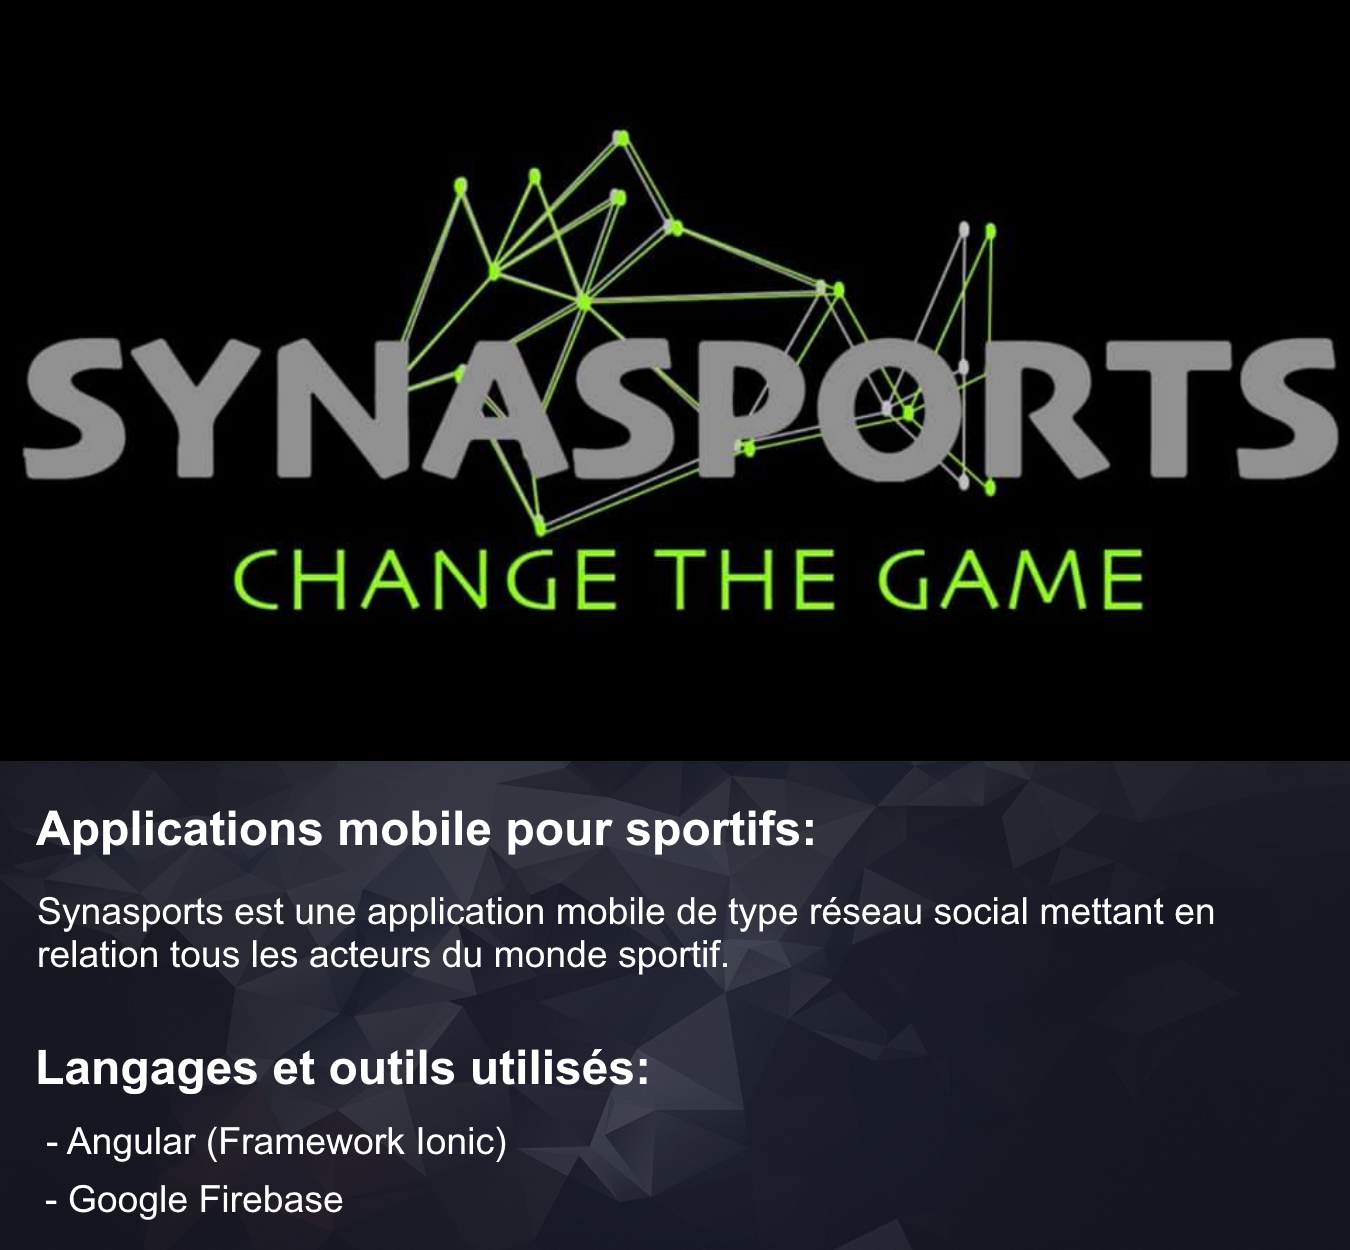 SYNASPORTS
CHANGE THE GAME
Applications mobile pour sportifs:
Synasports est une application mobile de type réseau social mettant en
relation tous les acteurs du monde sportif.
Langages et outils utilisés:
- Angular (Framework Ionic)
- Google Firebase